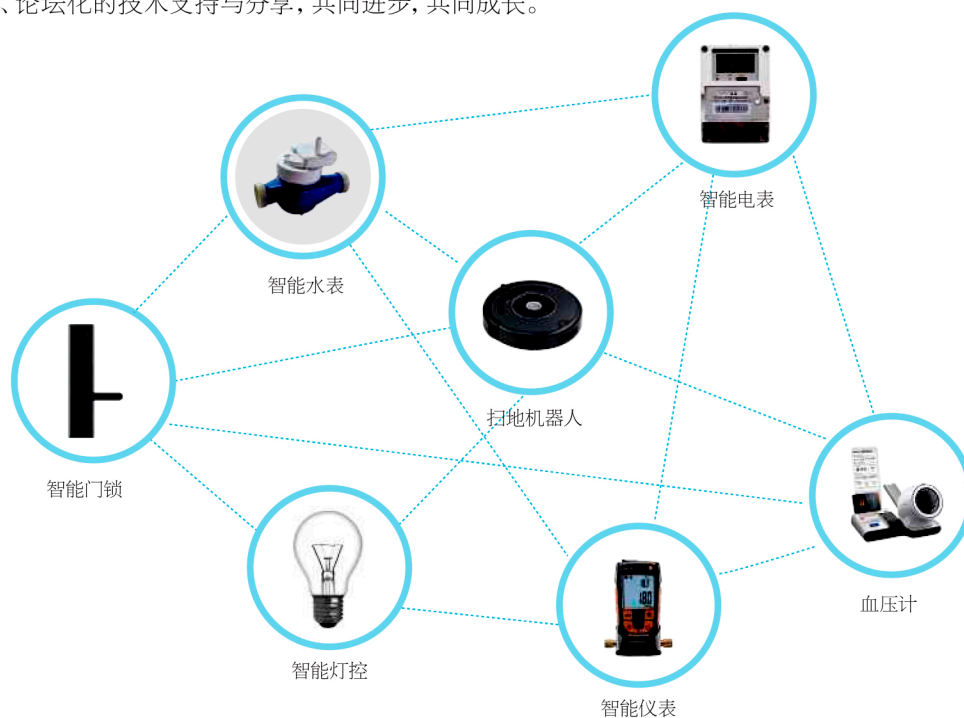 、论坛化的技术支持与分享，共同进步，共同成长。
智能电表
智能水表
扫地机器人
智能门锁
血压计
智能灯控
智能仪表